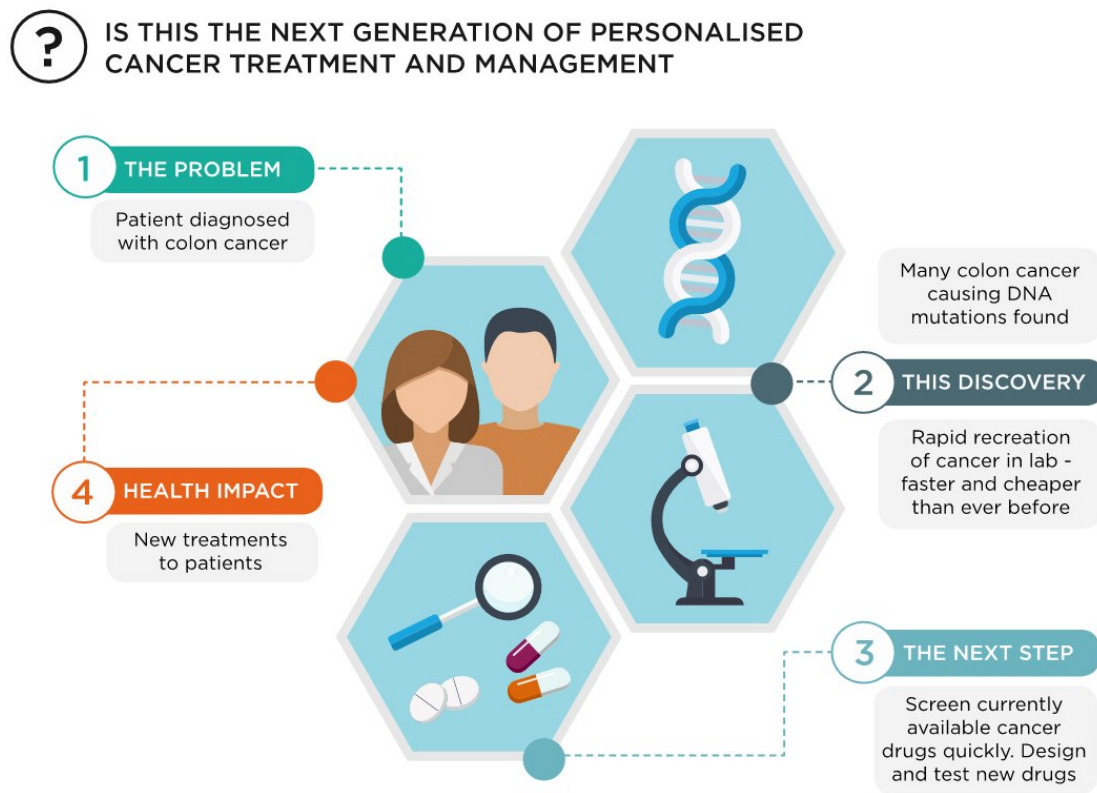 ?
IS THIS THE NEXT GENERATION OF PERSONALISED
CANCER TREATMENT AND MANAGEMENT
1
THE PROBLEM
Patient diagnosed
with colon cancer
Many colon cancer
causing DNA
mutations found
2
THIS DISCOVERY
Rapid recreation
of cancer in lab -
faster and cheaper
than ever before
3
THE NEXT STEP
Screen currently
available cancer
drugs quickly. Design
and test new drugs
4
HEALTH IMPACT
New treatments
to patients